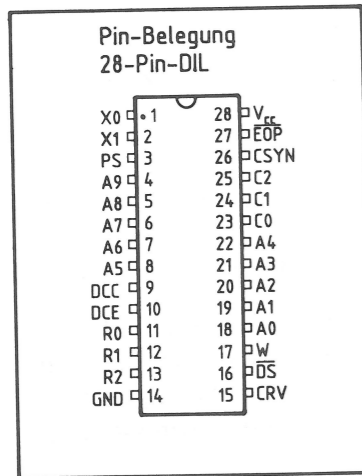 Pin-Belegung
28-Pin-DIL
X0 1 28 Vcc
X1 2 27 E̅O̅P̅
PS 3 26 CSYN
A9 4 25 C2
A8 5 24 C1
A7 6 23 C0
A6 7 22 A4
A5 8 21 A3
DCC 9 20 A2
DCE 10 19 A1
R0 11 18 A0
R1 12 17 W̅
R2 13 16 D̅S̅
GND 14 15 CRV